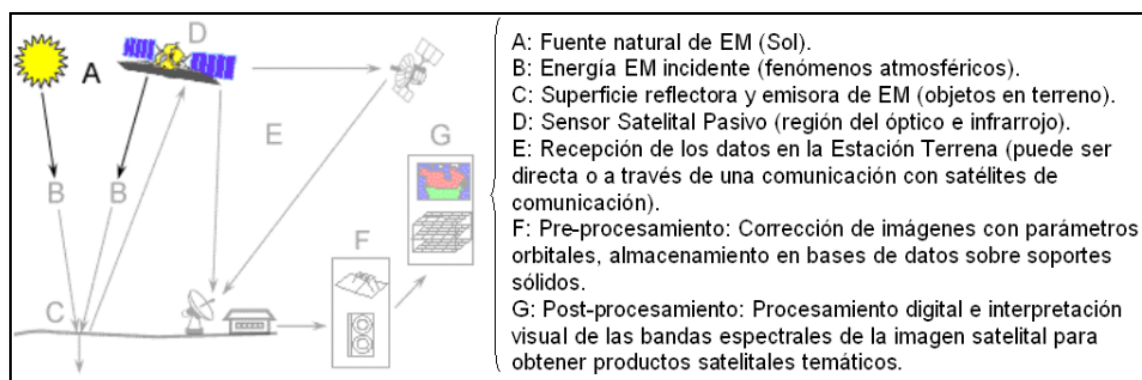 A
B
B
C
D
E
F
G
A: Fuente natural de EM (Sol).
B: Energía EM incidente (fenómenos atmosféricos).
C: Superficie reflectora y emisora de EM (objetos en terreno).
D: Sensor Satelital Pasivo (región del óptico e infrarrojo).
E: Recepción de los datos en la Estación Terrena (puede ser
directa o a través de una comunicación con satélites de
comunicación).
F: Pre-procesamiento: Corrección de imágenes con parámetros
orbitales, almacenamiento en bases de datos sobre soportes
sólidos.
G: Post-procesamiento: Procesamiento digital e interpretación
visual de las bandas espectrales de la imagen satelital para
obtener productos satelitales temáticos.